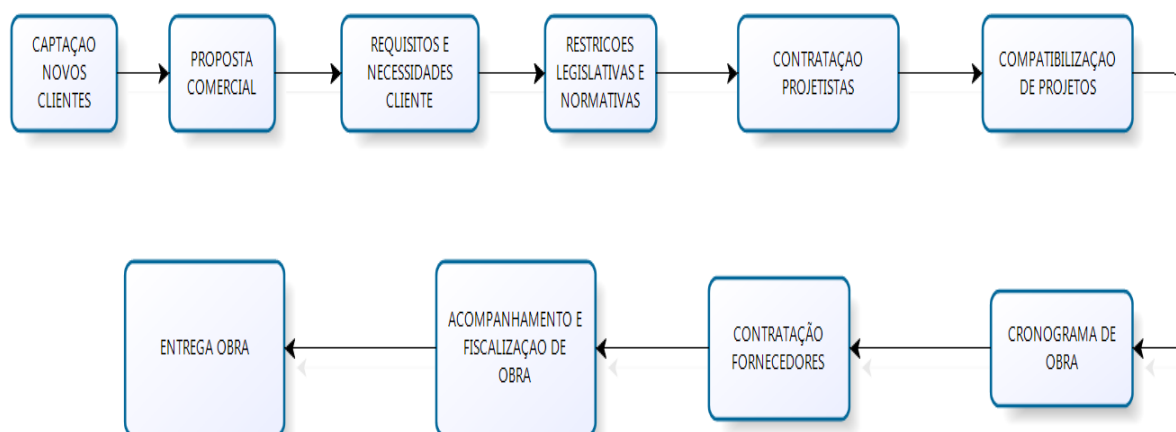 CAPTAÇAO
NOVOS
CLIENTES
PROPOSTA
COMERCIAL
REQUISITOS E
NECESSIDADES
CLIENTE
RESTRICOES
LEGISLATIVAS E
NORMATIVAS
CONTRATAÇAO
PROJETISTAS
COMPATIBILIZAÇAO
DE PROJETOS
CRONOGRAMA DE
OBRA
CONTRATAÇÃO
FORNECEDORES
ACOMPANHAMENTO E
FISCALIZAÇAO DE
OBRA
ENTREGA OBRA